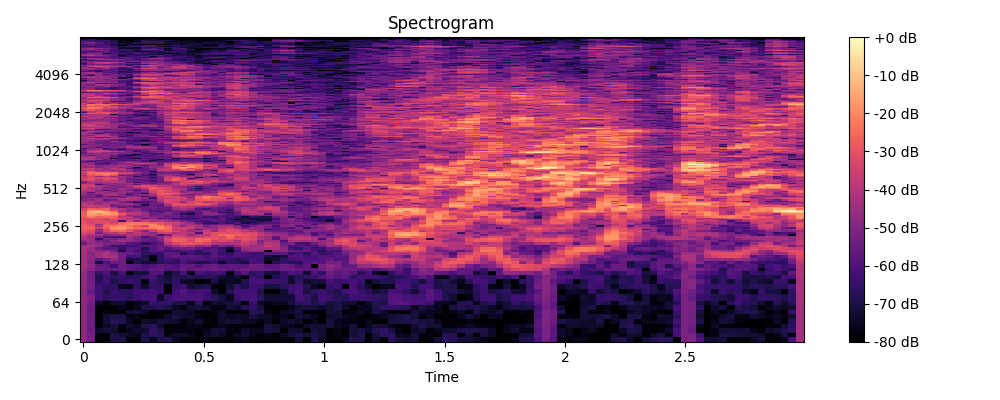 Spectrogram
+0 dB
4096
-10 dB
2048
-20 dB
1024
-30 dB
Hz
512
-40 dB
256
-50 dB
128
-60 dB
64
-70 dB
0
-80 dB
0 0.5 1 1.5 2 2.5
Time